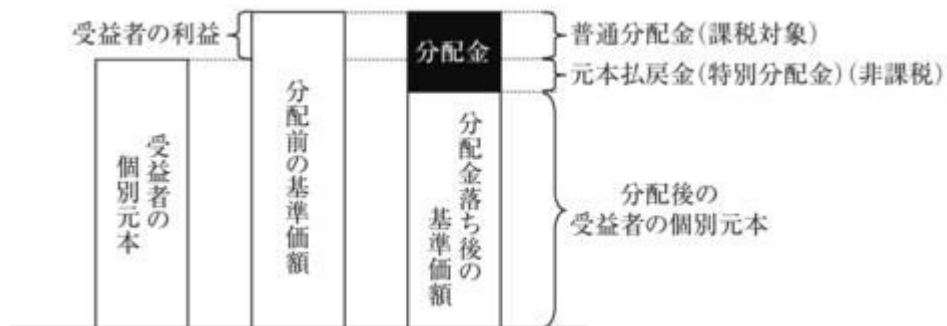 受益者の利益
受益者の
個別元本
分配前の基準価額
分配金
分配金落ち後の
基準価額
普通分配金(課税対象)
元本払戻金(特別分配金)(非課税)
分配後の
受益者の個別元本